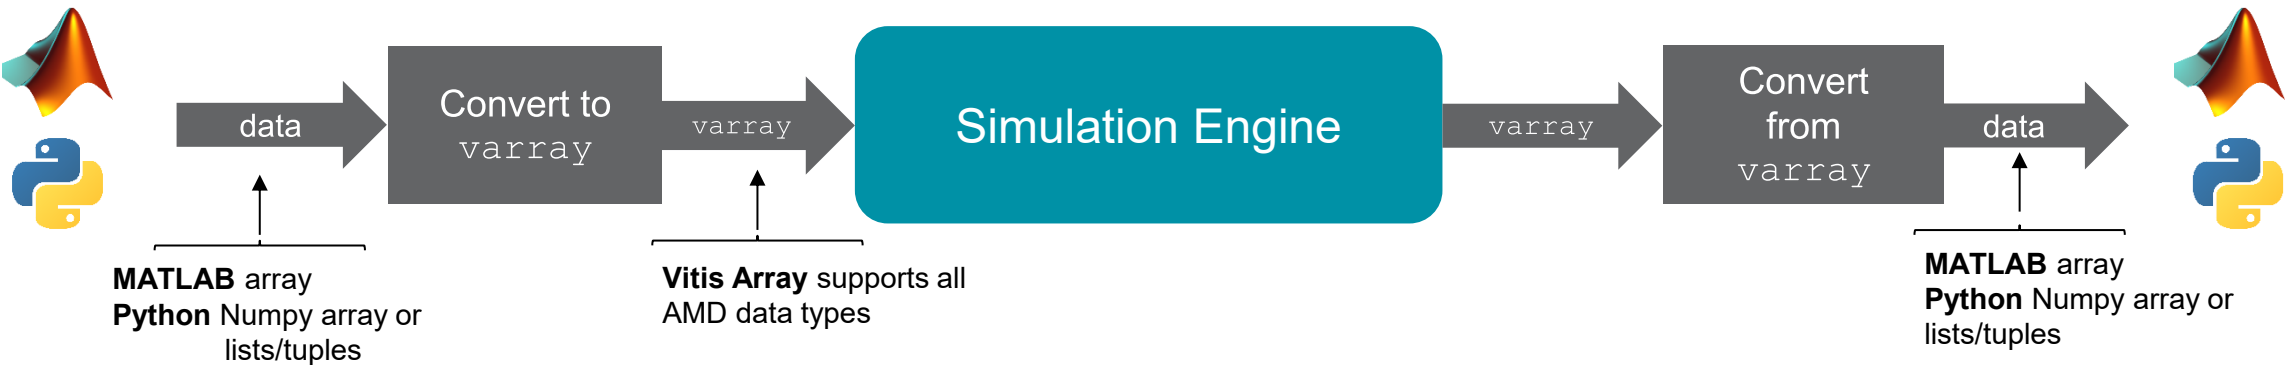 data
Convert to
varray
varray
Simulation Engine
varray
Convert
from
varray
data
MATLAB array
Python Numpy array or
lists/tuples
Vitis Array supports all
AMD data types
MATLAB array
Python Numpy array or
lists/tuples